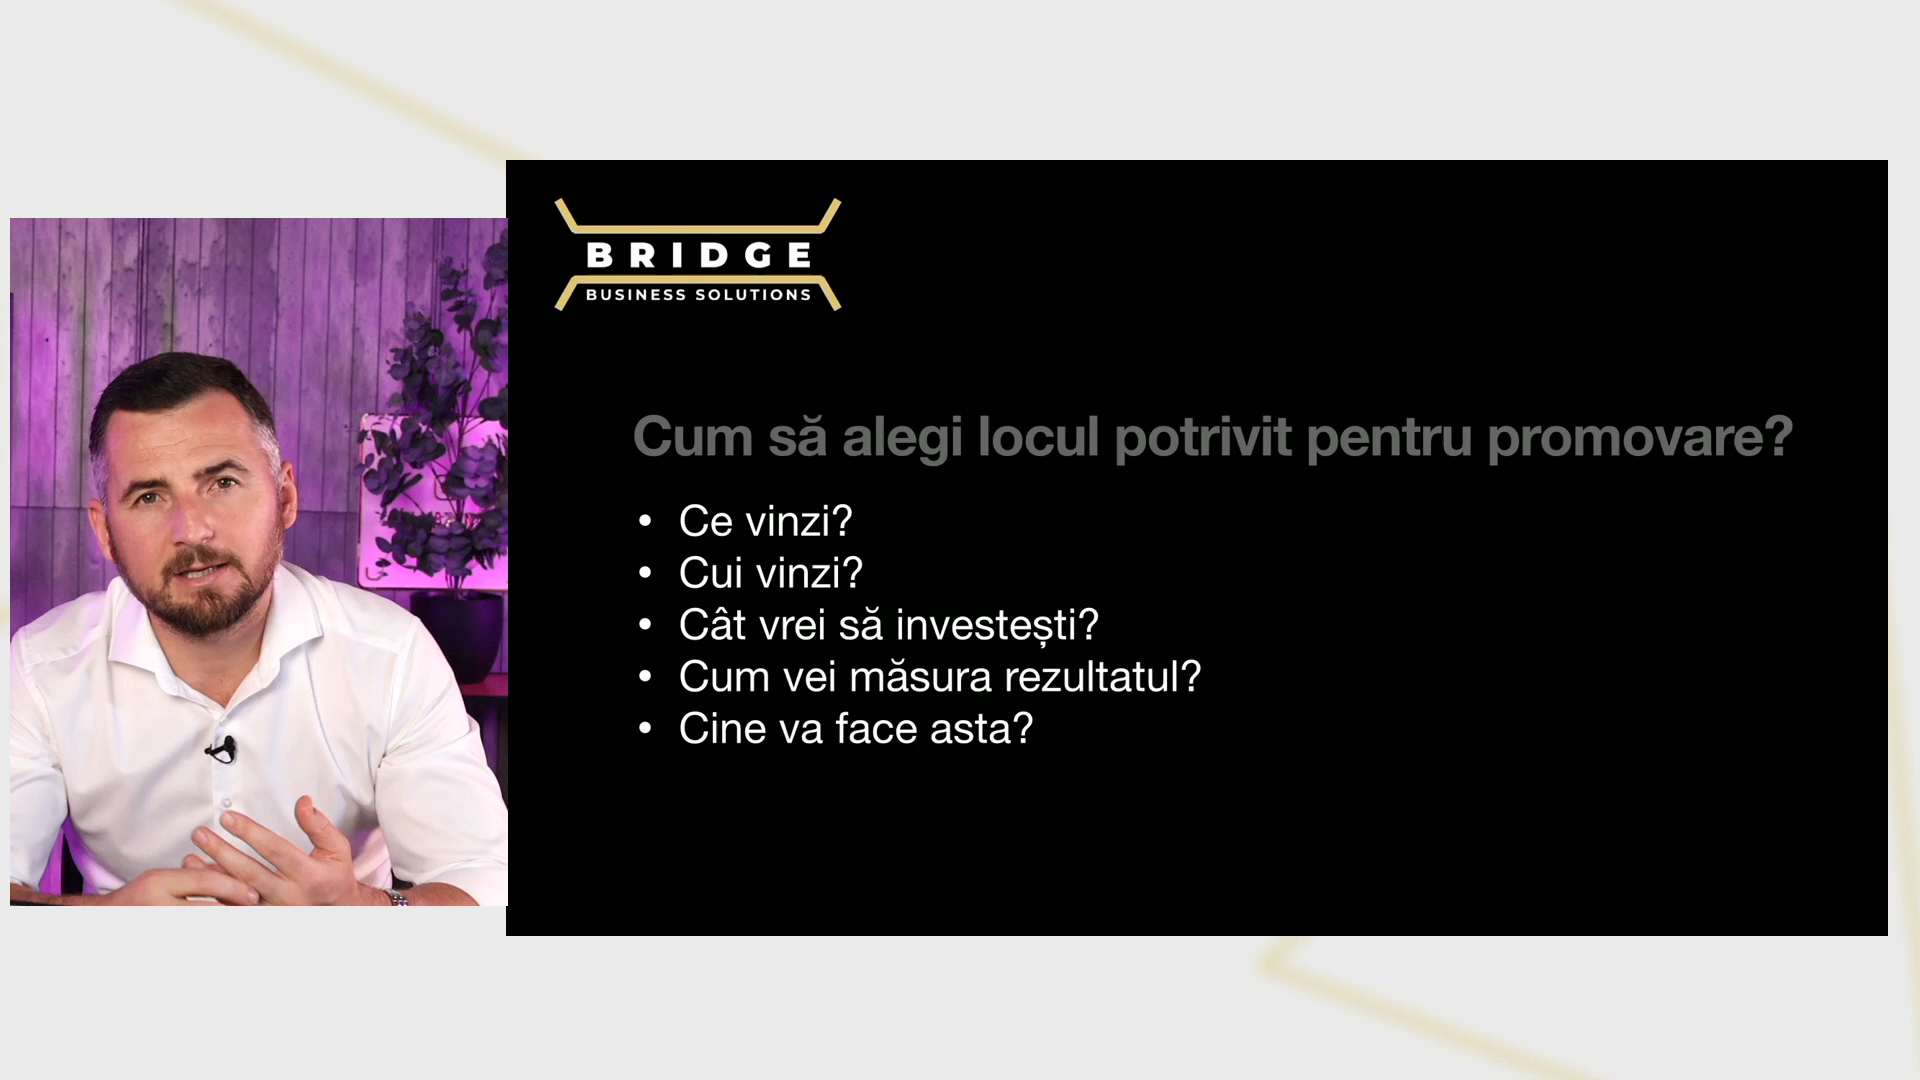 BRIDGE
BUSINESS SOLUTIONS
Cum să alegi locul potrivit pentru promovare?
• Ce vinzi?
• Cui vinzi?
• Cât vrei să investești?
• Cum vei măsura rezultatul?
• Cine va face asta?